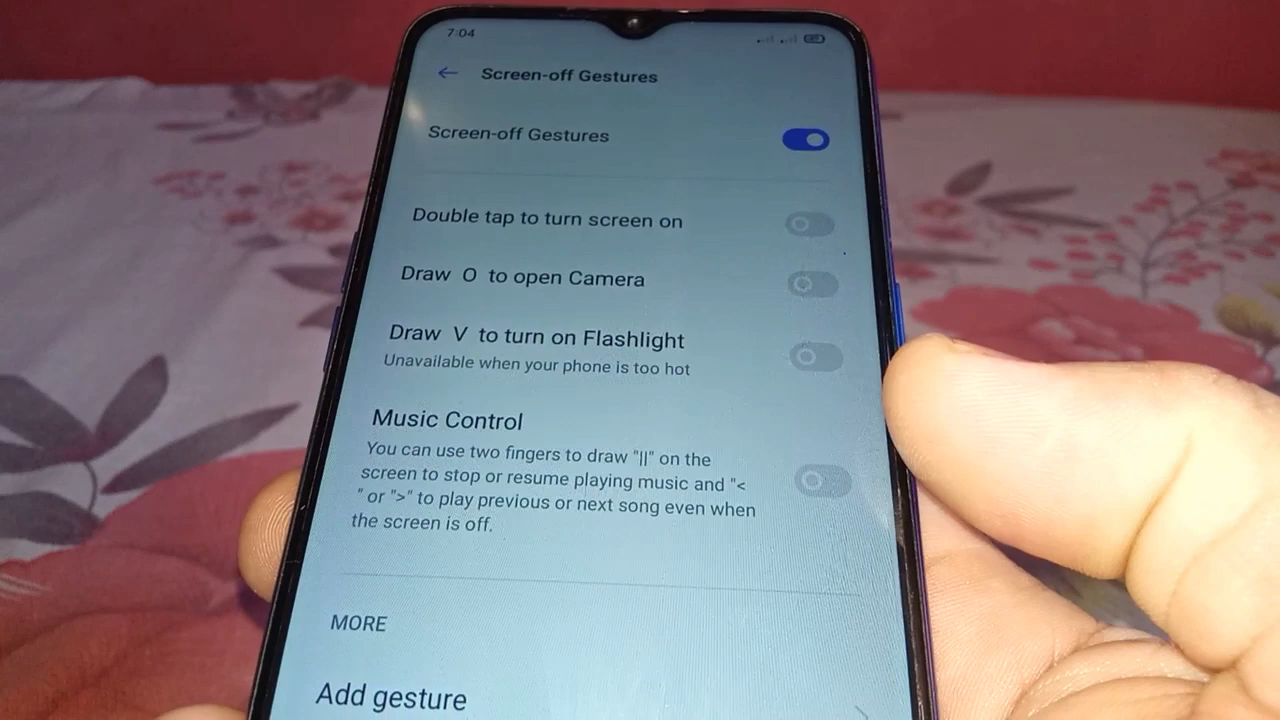 7:04
Screen-off Gestures
Screen-off Gestures
Double tap to turn screen on
Draw O to open Camera
Draw V to turn on Flashlight
Unavailable when your phone is too hot
Music Control
You can use two fingers to draw "||" on the
screen to stop or resume playing music and "<
" or ">" to play previous or next song even when
the screen is off.
MORE
Add gesture